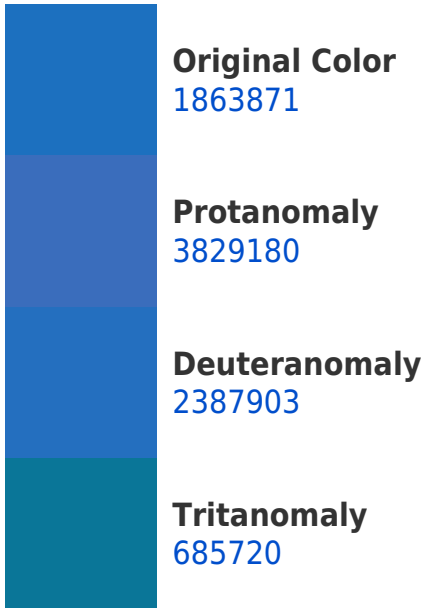 Original Color
1863871
Protanomaly
3829180
Deuteranomaly
2387903
Tritanomaly
685720